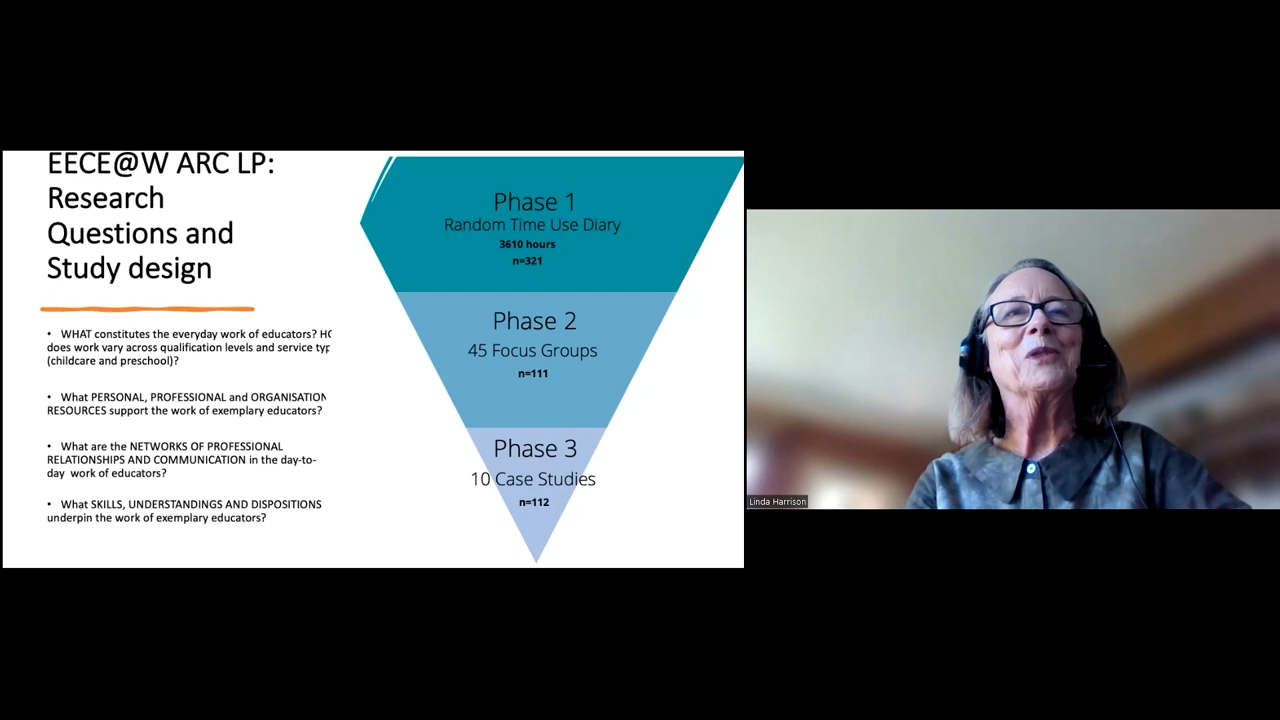 EECE@W ARC LP:
Research
Questions and
Study design
• WHAT constitutes the everyday work of educators? HO
does work vary across qualification levels and service typ
(childcare and preschool)?
• What PERSONAL, PROFESSIONAL and ORGANISATION
RESOURCES support the work of exemplary educators?
• What are the NETWORKS OF PROFESSIONAL
RELATIONSHIPS AND COMMUNICATION in the day-to-
day work of educators?
• What SKILLS, UNDERSTANDINGS AND DISPOSITIONS
underpin the work of exemplary educators?
Phase 1
Random Time Use Diary
3610 hours
n=321
Phase 2
45 Focus Groups
n=111
Phase 3
10 Case Studies
n=112
Linda Harrison